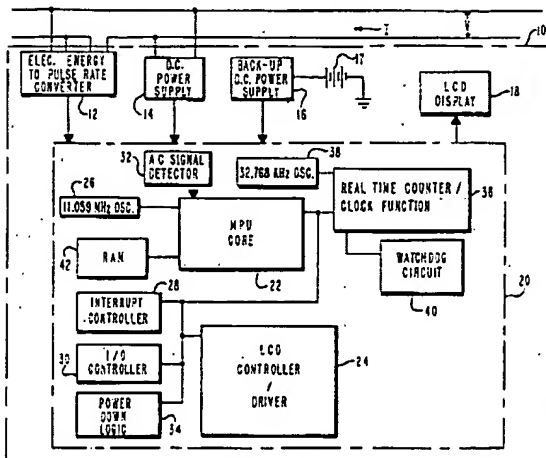 I
V
10
ELEC. ENERGY
TO PULSE RATE
CONVERTER
12
D.C.
POWER
SUPPLY
14
BACK-UP
D.C. POWER
SUPPLY
16
17
LCD
DISPLAY
18
32
A.C SIGNAL
DETECTOR
38
32,768 KHz OSC.
26
11.059 MHz OSC.
REAL TIME COUNTER /
CLOCK FUNCTION
36
MPU
CORE
22
42
RAM
WATCHDOG
CIRCUIT
40
20
28
INTERRUPT
CONTROLLER
30
I/O
CONTROLLER
LCD
CONTROLLER
/
DRIVER
24
POWER
DOWN
LOGIC
34